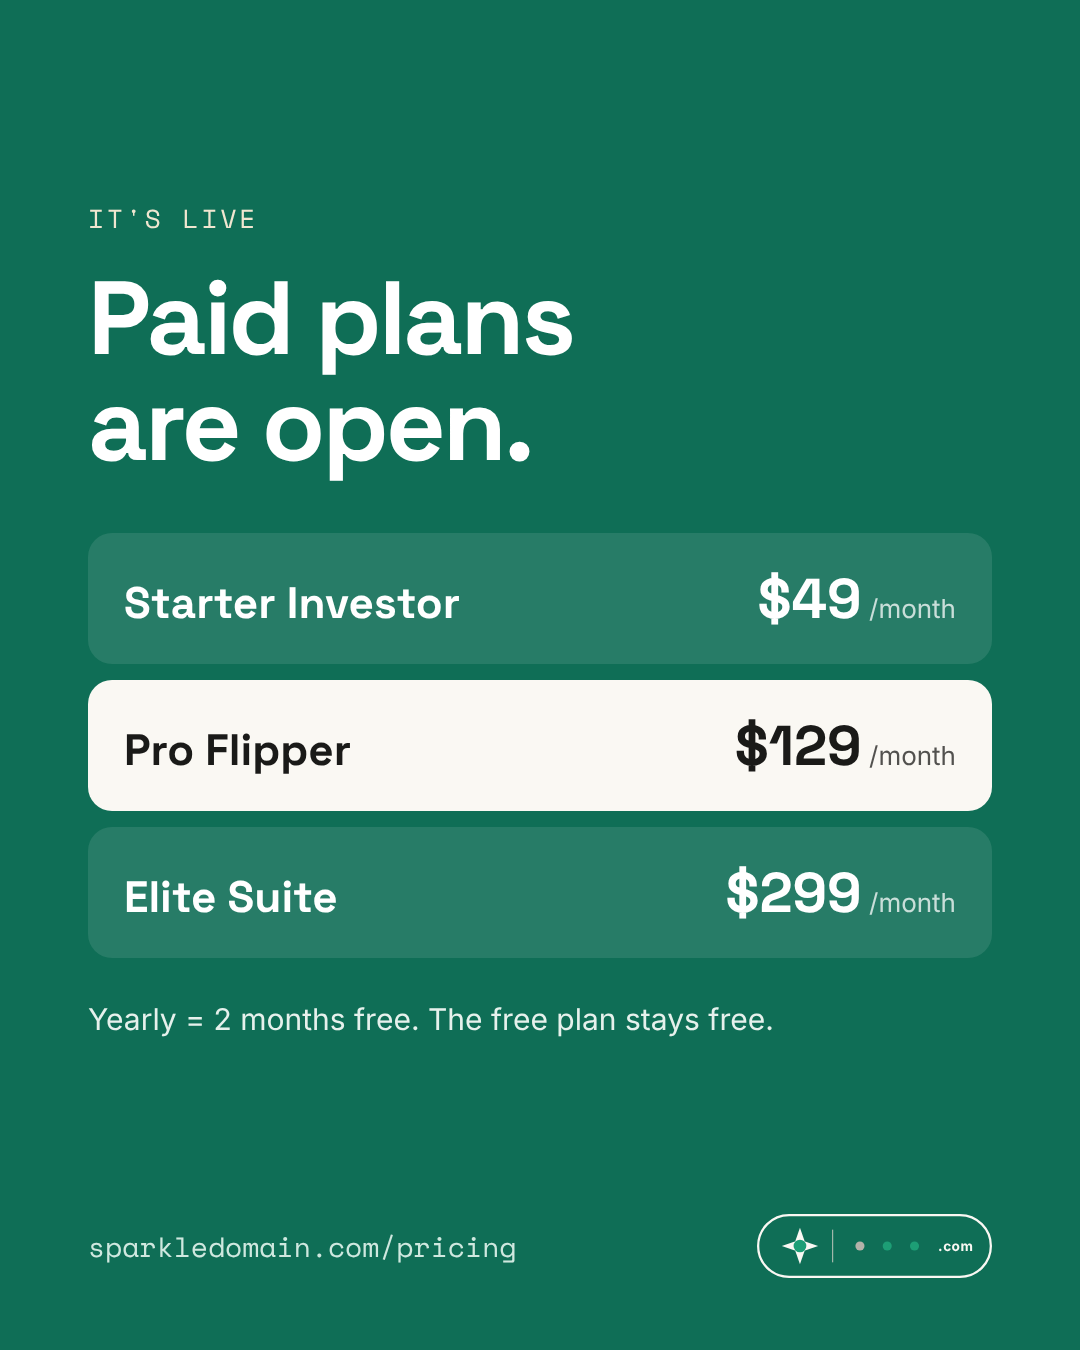 IT'S LIVE
Paid plans
are open.
Starter Investor $49 /month
Pro Flipper $129 /month
Elite Suite $299 /month
Yearly = 2 months free. The free plan stays free.
sparkledomain.com/pricing
.com